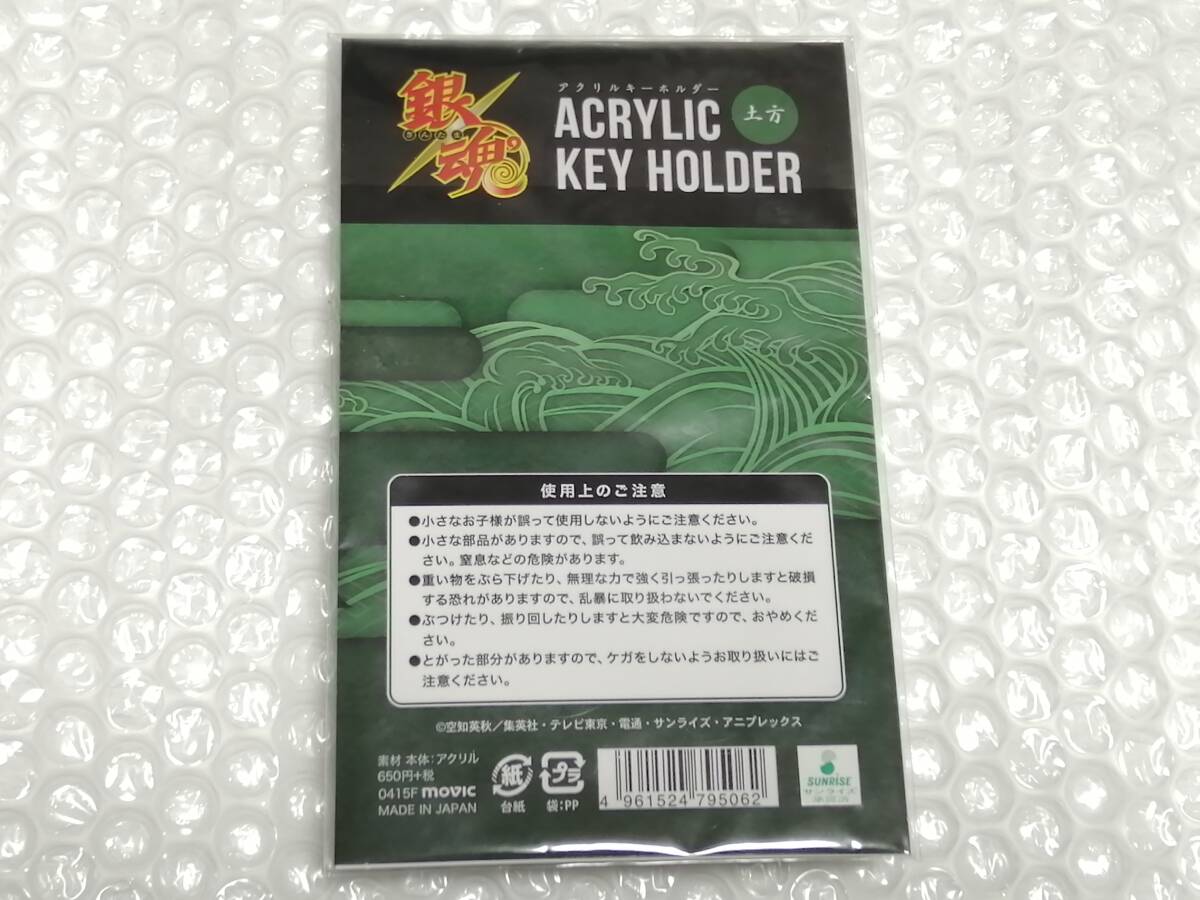 銀魂
ぎんたま
アクリルキーホルダー
ACRYLIC
KEY HOLDER
土方
使用上のご注意
●小さなお子様が誤って使用しないようにご注意ください。
●小さな部品がありますので、誤って飲み込まないようにご注意くだ
さい。窒息などの危険があります。
●重い物をぶら下げたり、無理な力で強く引っ張ったりしますと破損
する恐れがありますので、乱暴に取り扱わないでください。
●ぶつけたり、振り回したりしますと大変危険ですので、おやめくだ
さい。
●とがった部分がありますので、ケガをしないようお取り扱いにはご
注意ください。
©空知英秋／集英社・テレビ東京・電通・サンライズ・アニプレックス
素材 本体：アクリル
650円+税
0415F movic
MADE IN JAPAN
紙
台紙
プラ
袋：PP
4 961524 795062
SUNRISE
サンライズ